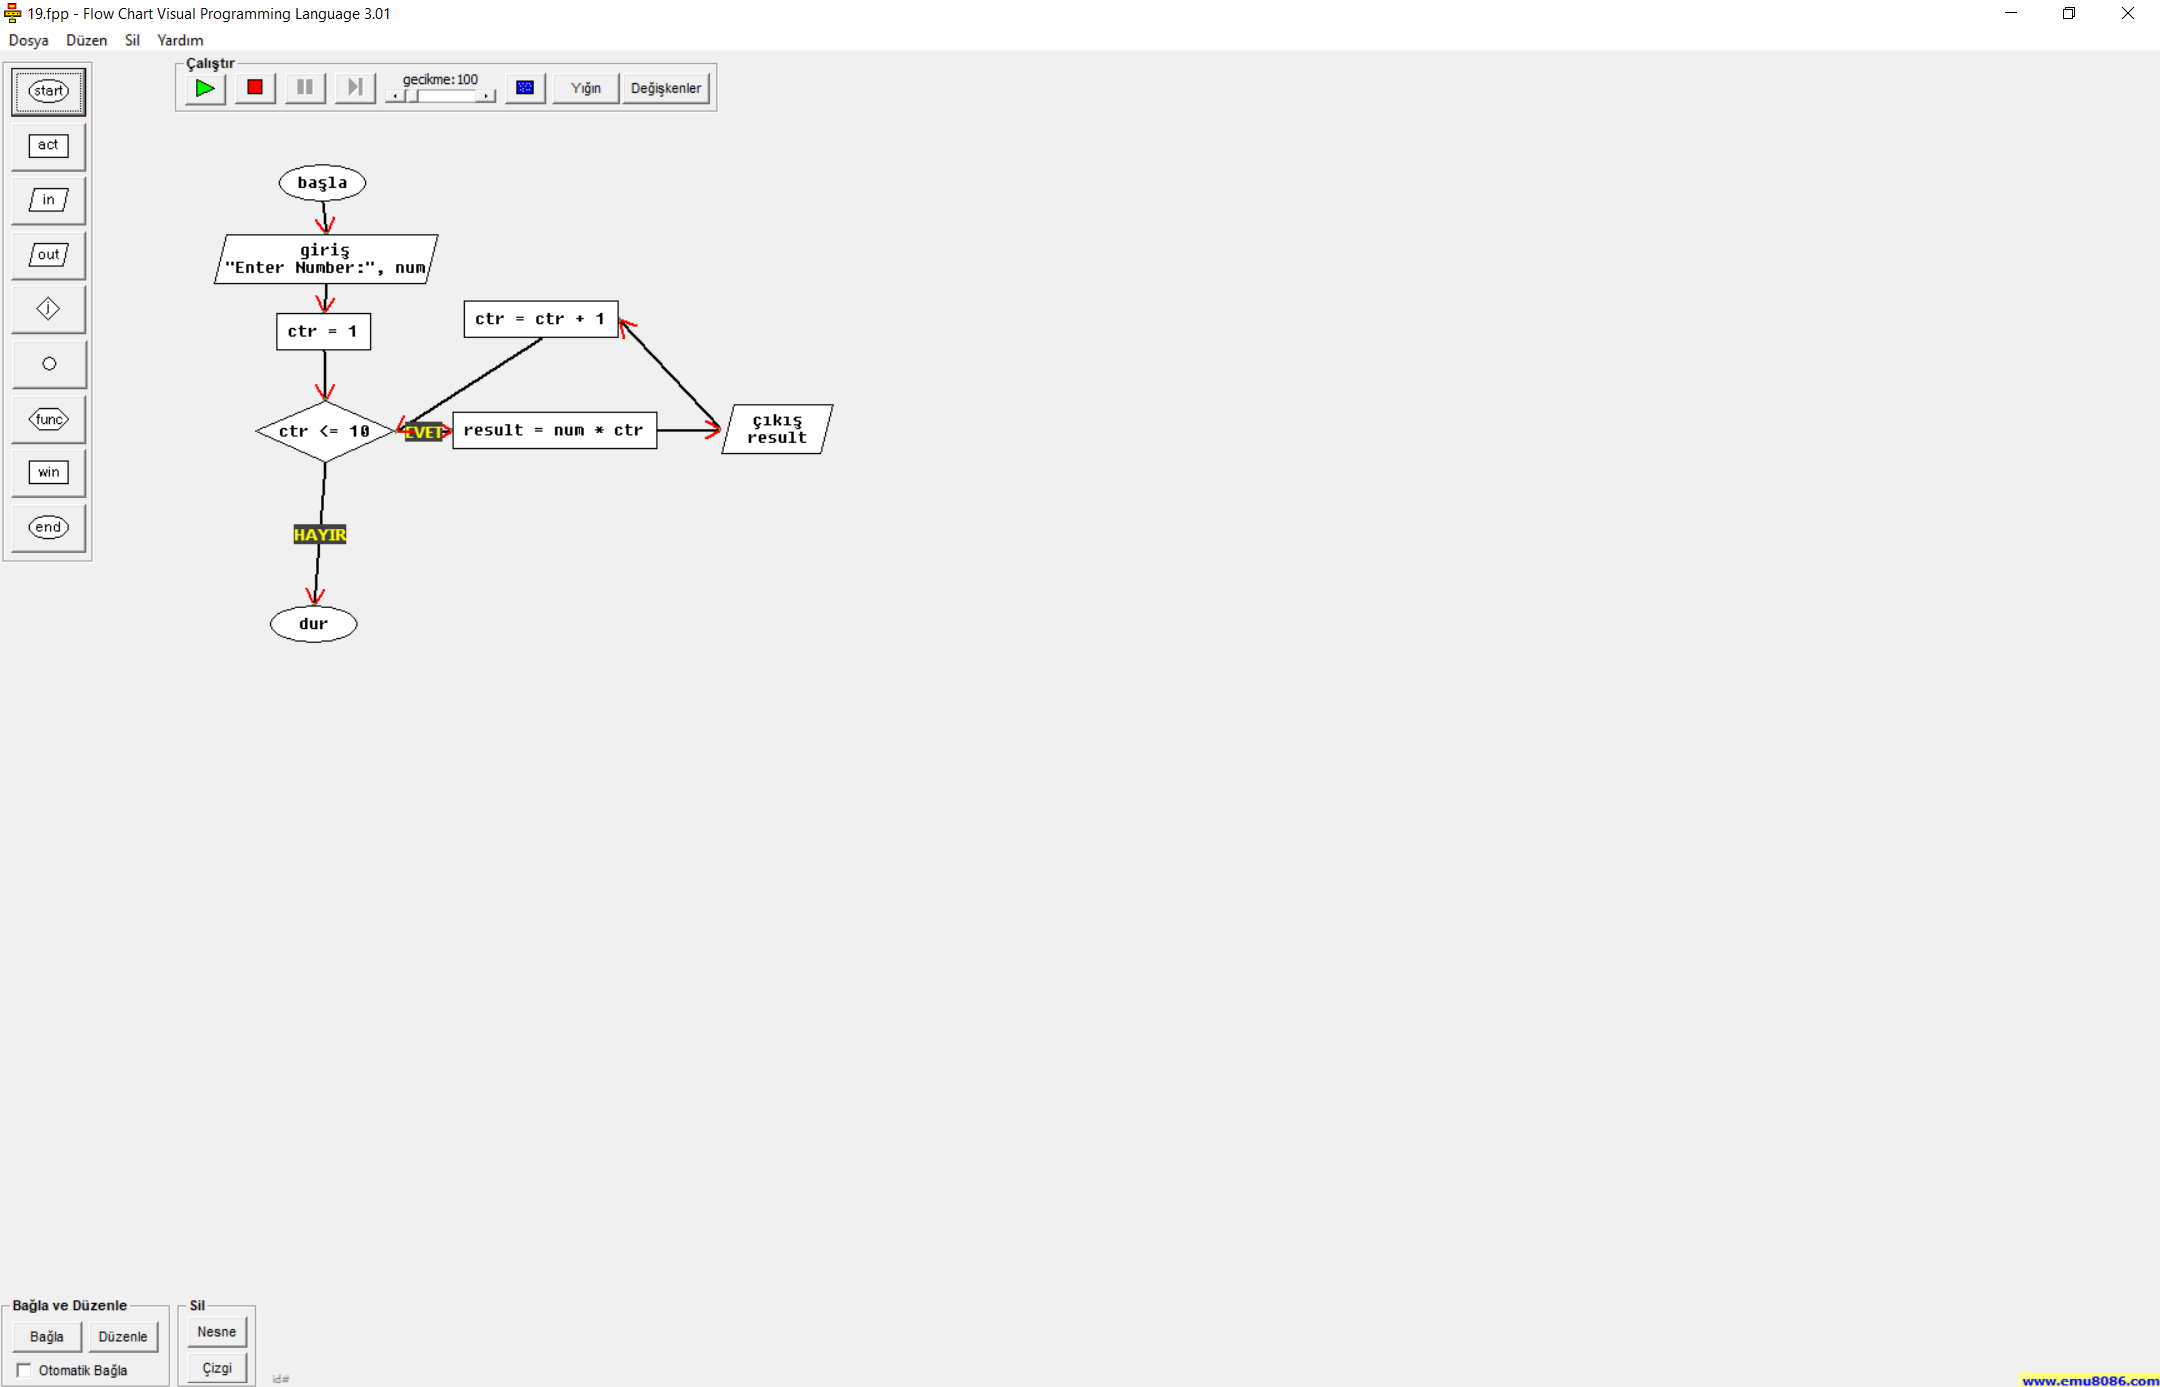 19.fpp - Flow Chart Visual Programming Language 3.01
Dosya Düzen Sil Yardım
Çalıştır
gecikme:100
Yığın
Değişkenler
start
act
in
out
j
func
win
end
başla
giriş
"Enter Number:", num
ctr = 1
ctr = ctr + 1
ctr <= 10
EVET
result = num * ctr
çıkış
result
HAYIR
dur
Bağla ve Düzenle
Bağla
Düzenle
Otomatik Bağla
Sil
Nesne
Çizgi
id#
www.emu8086.com